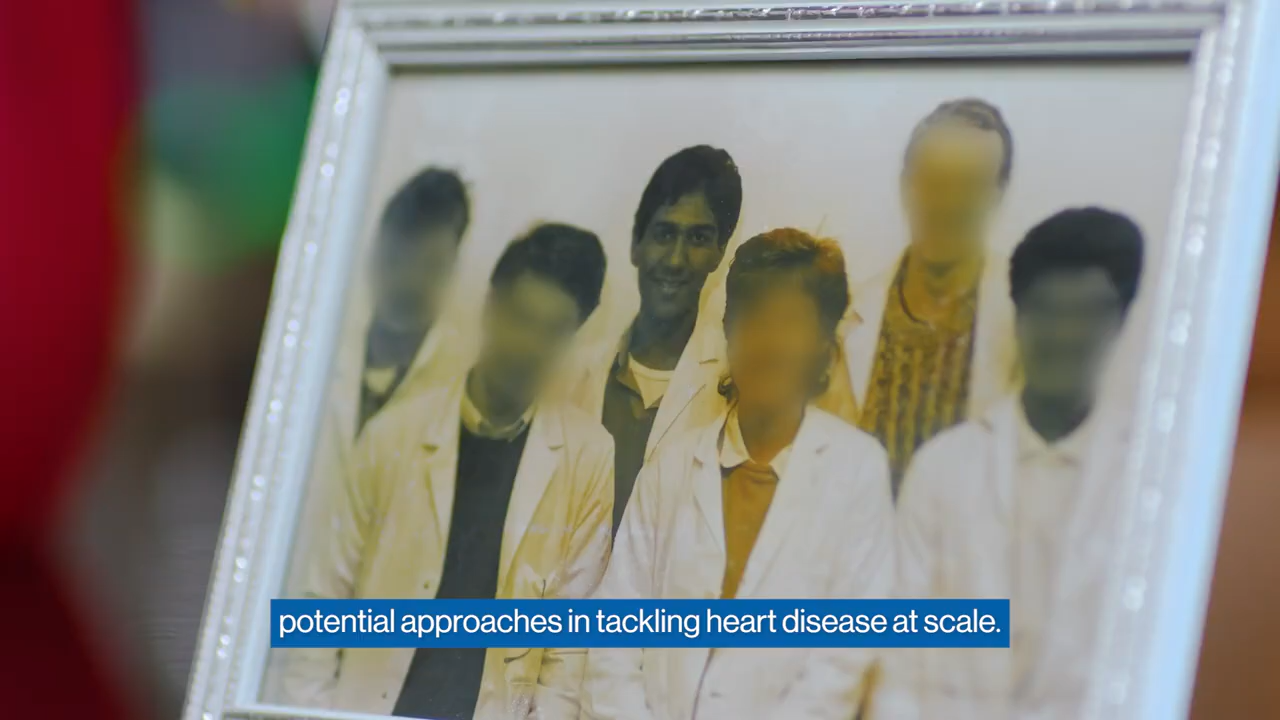 potential approaches in tackling heart disease at scale.